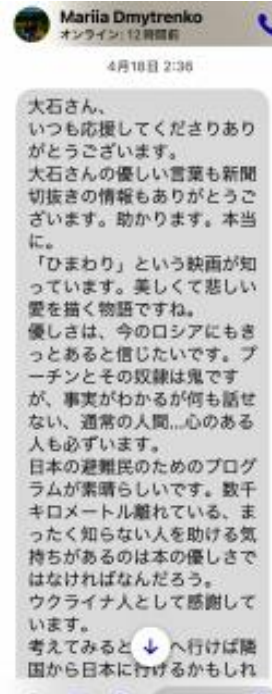 Mariia Dmytrenko
オンライン: 12時間前
4月18日 2:36
大石さん、
いつも応援してくださりあり
がとうございます。
大石さんの優しい言葉も新聞
切抜きの情報もありがとうご
ざいます。助かります。本当
に。
「ひまわり」という映画が知
っています。美しくて悲しい
愛を描く物語ですね。
優しさは、今のロシアにもき
っとあると信じたいです。プ
ーチンとその奴隷は鬼です
が、事実がわかるが何も話せ
ない、通常の人間...心のある
人も必ずいます。
日本の避難民のためのプログ
ラムが素晴らしいです。数千
キロメートル離れている、ま
ったく知らない人を助ける気
持ちがあるのは本の優しさで
はなければなんだろう。
ウクライナ人として感謝して
います。
考えてみると へ行けば隣
国から日本に行けるかもしれ